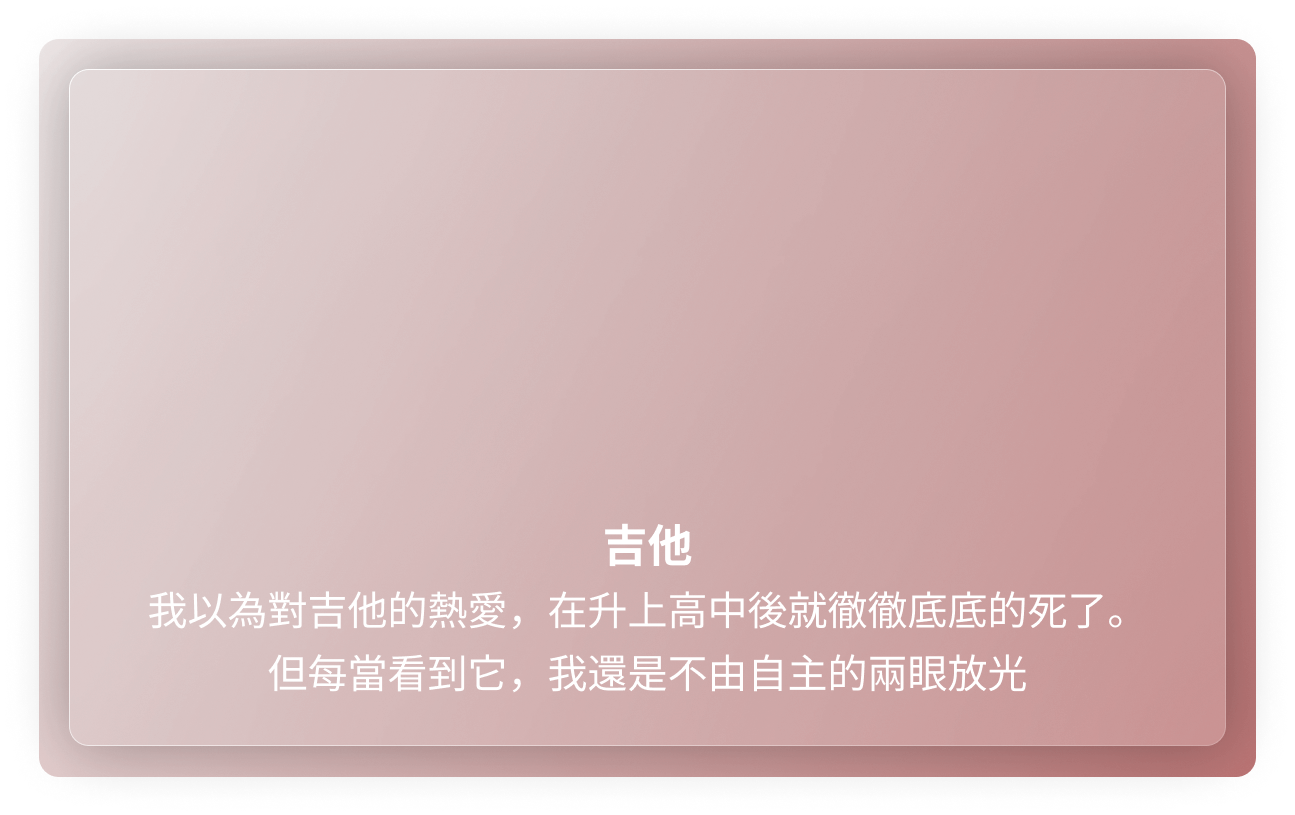 吉他
我以為對吉他的熱愛，在升上高中後就徹徹底底的死了。
但每當看到它，我還是不由自主的兩眼放光